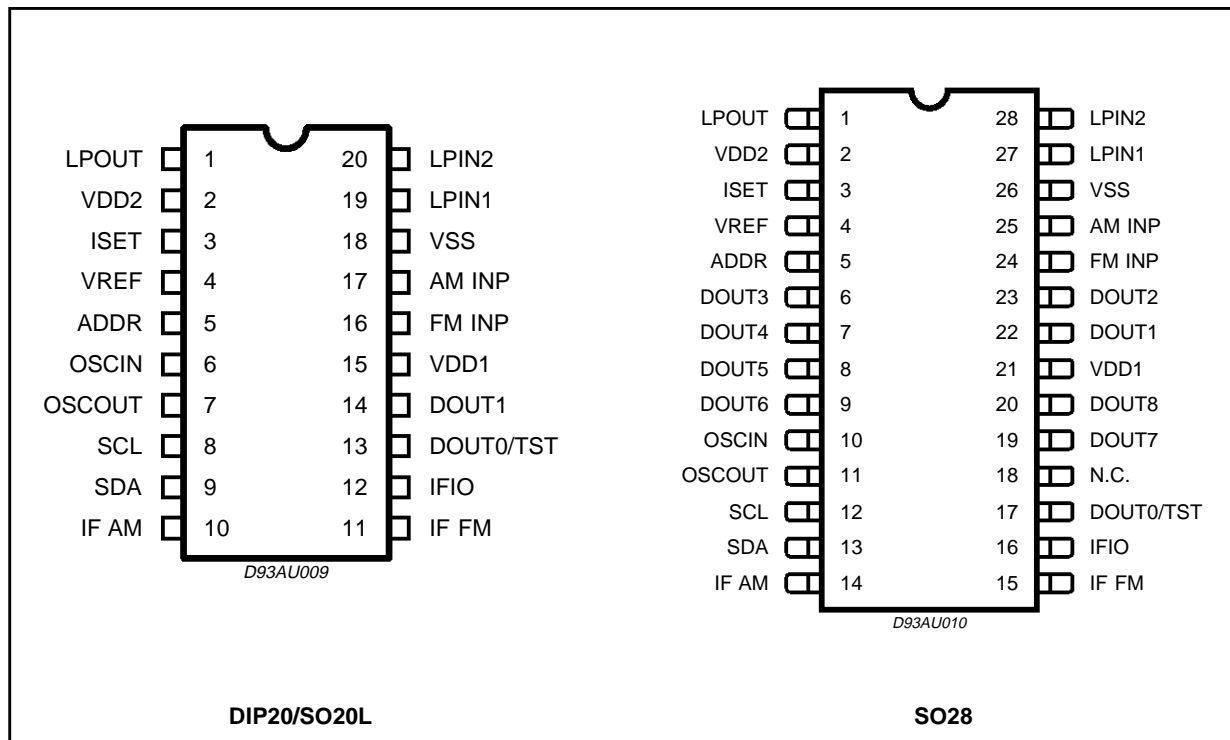 LPOUT 1 20 LPIN2
VDD2 2 19 LPIN1
ISET 3 18 VSS
VREF 4 17 AM INP
ADDR 5 16 FM INP
OSCIN 6 15 VDD1
OSCOUT 7 14 DOUT1
SCL 8 13 DOUT0/TST
SDA 9 12 IFIO
IF AM 10 11 IF FM
D93AU009
DIP20/SO20L
LPOUT 1 28 LPIN2
VDD2 2 27 LPIN1
ISET 3 26 VSS
VREF 4 25 AM INP
ADDR 5 24 FM INP
DOUT3 6 23 DOUT2
DOUT4 7 22 DOUT1
DOUT5 8 21 VDD1
DOUT6 9 20 DOUT8
OSCIN 10 19 DOUT7
OSCOUT 11 18 N.C.
SCL 12 17 DOUT0/TST
SDA 13 16 IFIO
IF AM 14 15 IF FM
D93AU010
SO28